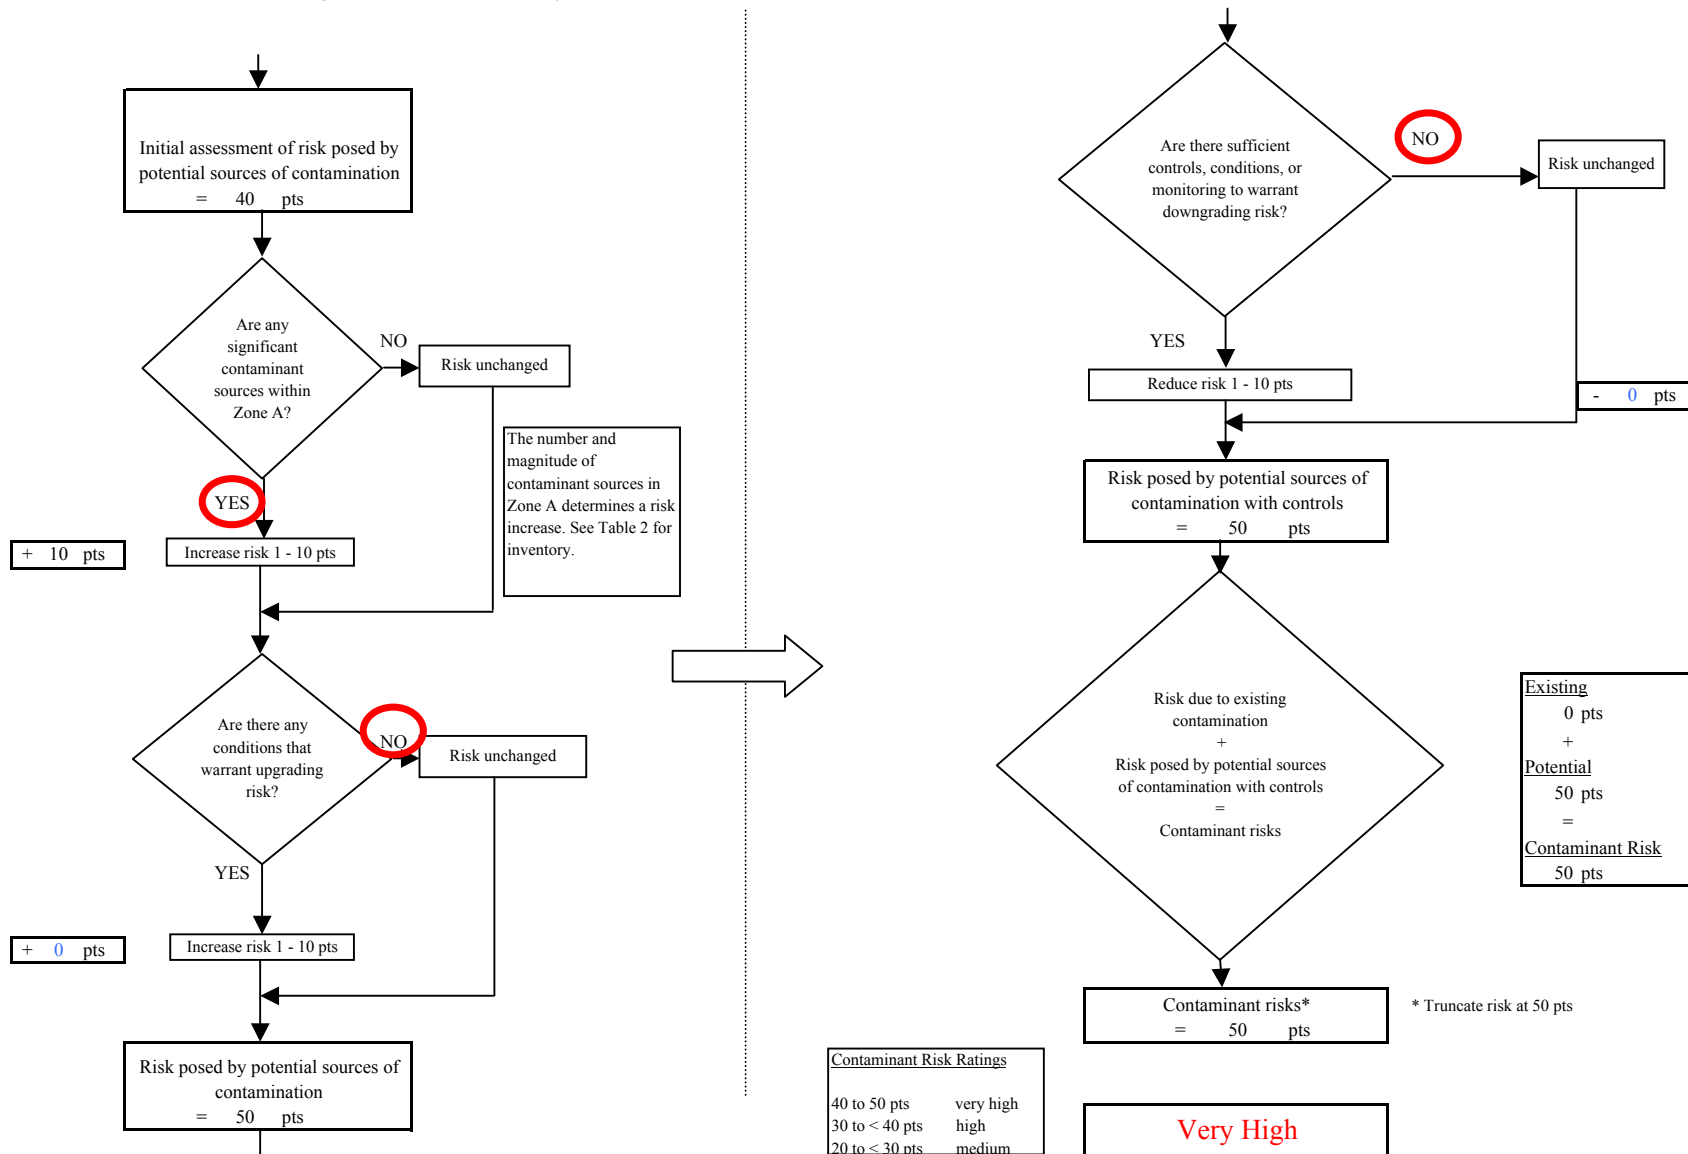 Initial assessment of risk posed by
potential sources of contamination
= 40 pts
Are any
significant
contaminant
sources within
Zone A?
NO
Risk unchanged
YES
The number and
magnitude of
contaminant sources in
Zone A determines a risk
increase. See Table 2 for
inventory.
+ 10 pts
Increase risk 1 - 10 pts
Are there any
conditions that
warrant upgrading
risk?
NO
Risk unchanged
YES
+ 0 pts
Increase risk 1 - 10 pts
Risk posed by potential sources of
contamination
= 50 pts
Are there sufficient
controls, conditions, or
monitoring to warrant
downgrading risk?
NO
Risk unchanged
YES
Reduce risk 1 - 10 pts
- 0 pts
Risk posed by potential sources of
contamination with controls
= 50 pts
Risk due to existing
contamination
+
Risk posed by potential sources
of contamination with controls
=
Contaminant risks
Existing
0 pts
+
Potential
50 pts
=
Contaminant Risk
50 pts
Contaminant risks*
= 50 pts
* Truncate risk at 50 pts
Contaminant Risk Ratings
40 to 50 pts very high
30 to < 40 pts high
20 to < 30 pts medium
Very High